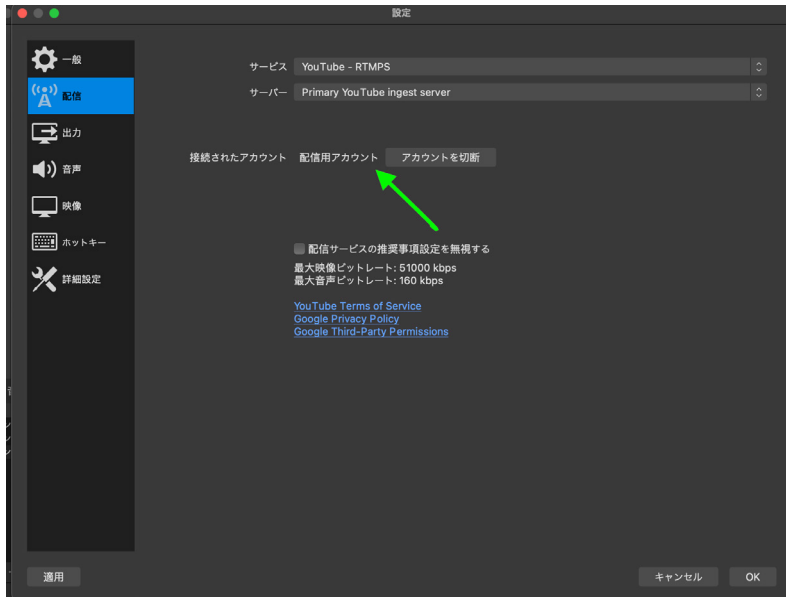 設定
一般
配信
出力
音声
映像
ホットキー
詳細設定
サービス YouTube - RTMPS
サーバー Primary YouTube ingest server
接続されたアカウント 配信用アカウント アカウントを切断
配信サービスの推奨事項設定を無視する
最大映像ビットレート: 51000 kbps
最大音声ビットレート: 160 kbps
YouTube Terms of Service
Google Privacy Policy
Google Third-Party Permissions
適用 キャンセル OK